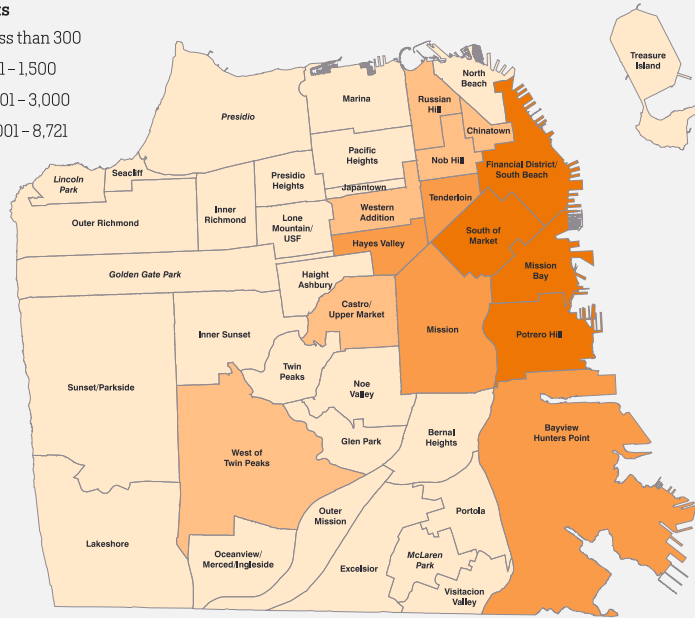 ss than 300
1 – 1,500
01 – 3,000
001 – 8,721
Treasure
Island
North
Beach
Marina
Russian
Hill
Presidio
Chinatown
Pacific
Heights
Nob Hill
Financial District/
South Beach
Seacliff
Lincoln
Park
Presidio
Heights
Japantown
Tenderloin
Western
Addition
Inner
Richmond
Outer Richmond
Lone
Mountain/
USF
Hayes Valley
South of
Market
Golden Gate Park
Haight
Ashbury
Mission
Bay
Castro/
Upper Market
Mission
Potrero Hill
Inner Sunset
Twin
Peaks
Sunset/Parkside
Noe
Valley
Bayview
Hunters Point
Glen Park
Bernal
Heights
West of
Twin Peaks
Outer
Mission
Portola
Lakeshore
Oceanview/
Merced/Ingleside
Excelsior
McLaren
Park
Visitacion
Valley